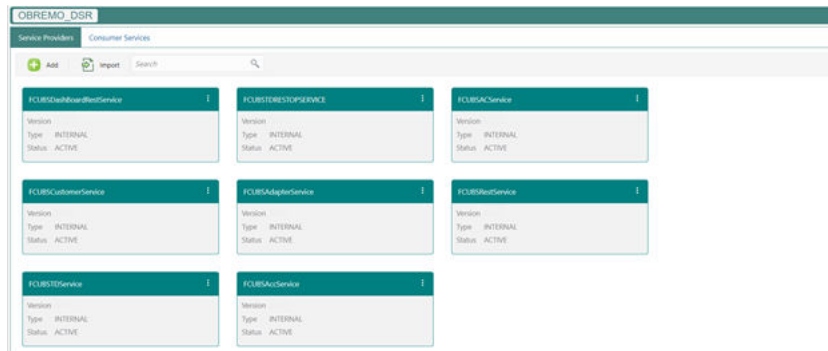 OBREMO_DSR
Service Providers Consumer Services
Add Import Search
FCUBSDashBoardRestService FCUBSTDRESTOPSERVICE FCUBSACService
Version Version Version
Type INTERNAL Type INTERNAL Type INTERNAL
Status ACTIVE Status ACTIVE Status ACTIVE
FCUBSCustomerService FCUBSAdapterService FCUBSRestService
Version Version Version
Type INTERNAL Type INTERNAL Type INTERNAL
Status ACTIVE Status ACTIVE Status ACTIVE
FCUBSTDService FCUBSAccService
Version Version
Type INTERNAL Type INTERNAL
Status ACTIVE Status ACTIVE